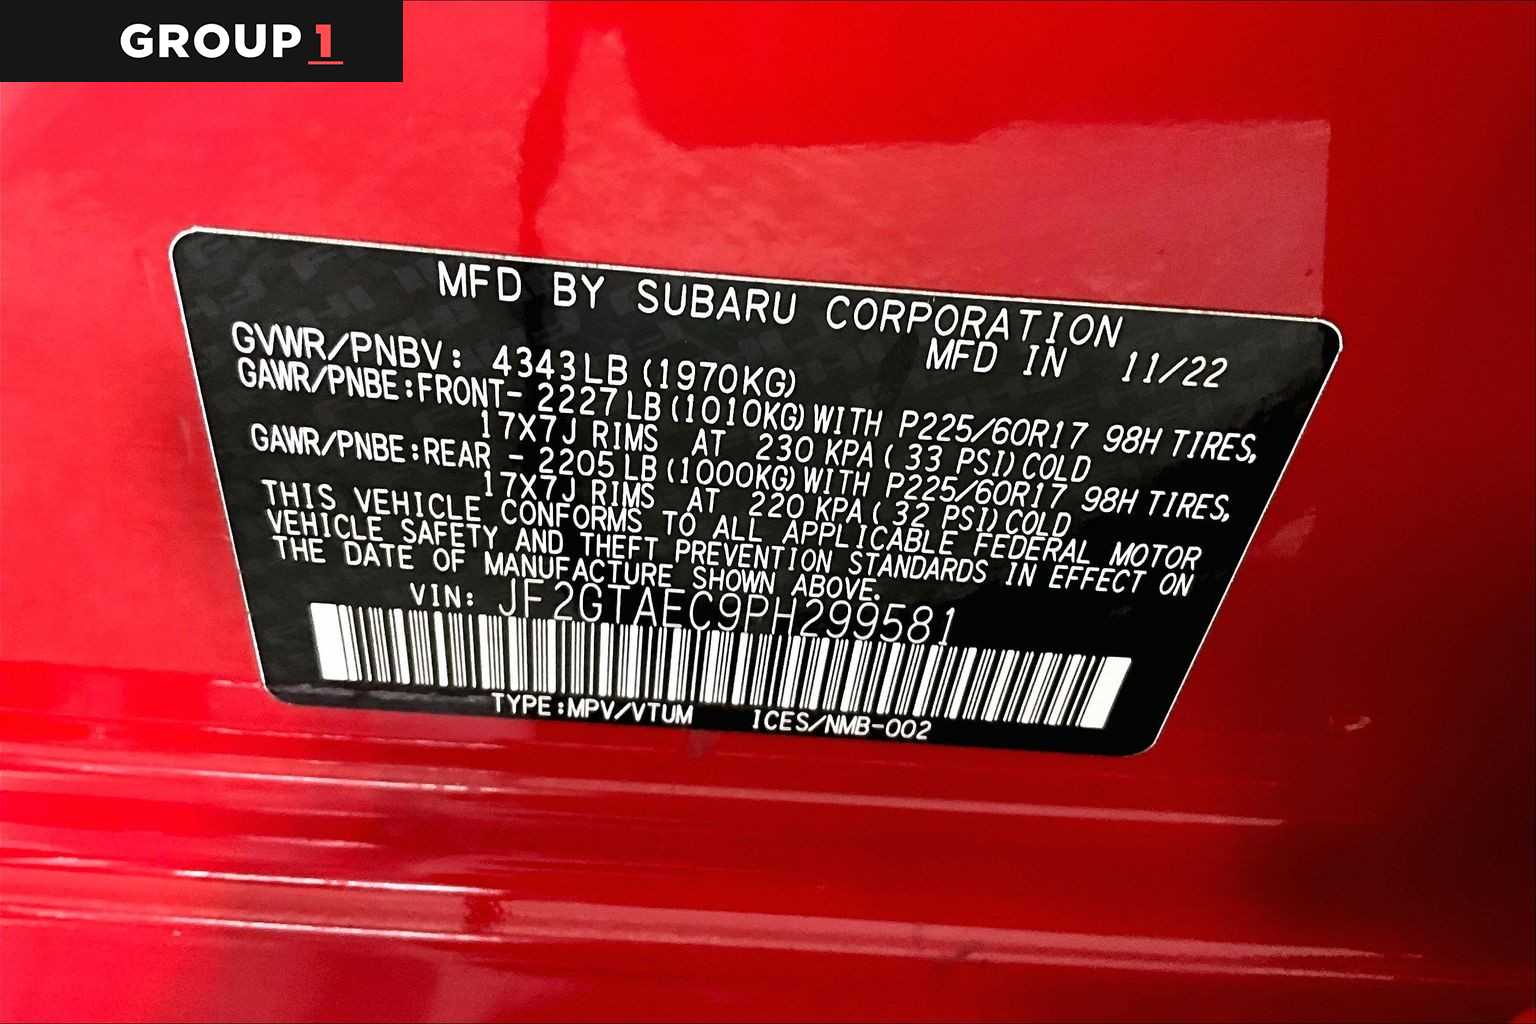 GROUP 1
MFD BY SUBARU CORPORATION
GVWR/PNBV: 4343LB (1970KG) MFD IN 11/22
GAWR/PNBE:FRONT- 2227LB (1010KG) WITH P225/60R17 98H TIRES,
17X7J RIMS AT 230 KPA ( 33 PSI) COLD
GAWR/PNBE:REAR - 2205LB (1000KG) WITH P225/60R17 98H TIRES,
17X7J RIMS AT 220 KPA ( 32 PSI) COLD
THIS VEHICLE CONFORMS TO ALL APPLICABLE FEDERAL MOTOR
VEHICLE SAFETY AND THEFT PREVENTION STANDARDS IN EFFECT ON
THE DATE OF MANUFACTURE SHOWN ABOVE.
VIN: JF2GTAEC9PH299581
TYPE:MPV/VTUM ICES/NMB-002